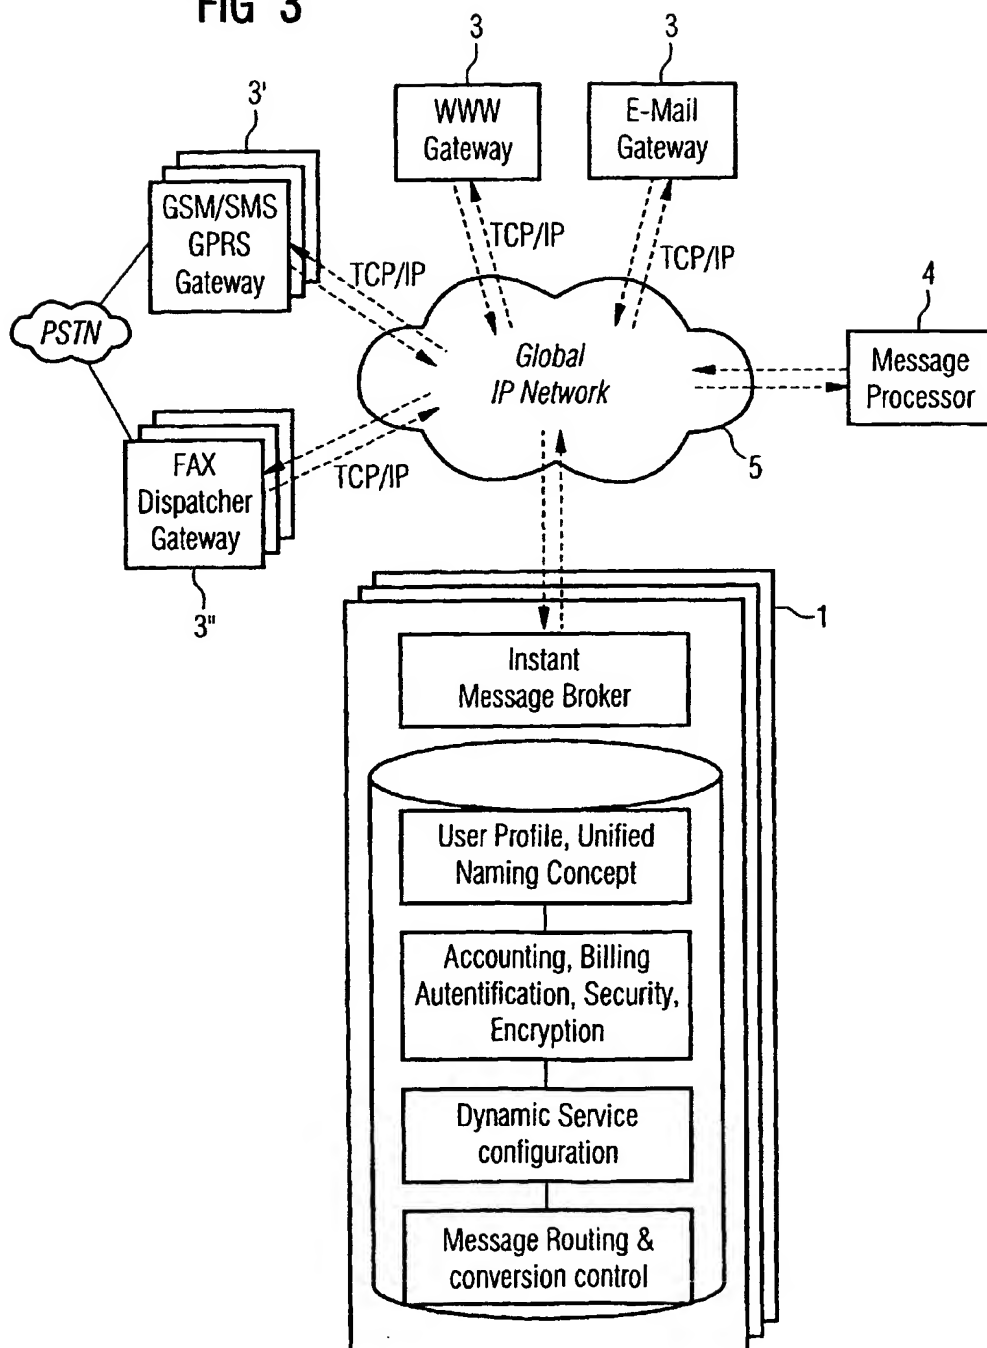 FIG 3
3
3
3'
WWW
Gateway
E-Mail
Gateway
GSM/SMS
GPRS
Gateway
TCP/IP
TCP/IP
TCP/IP
4
PSTN
Global
IP Network
Message
Processor
5
FAX
Dispatcher
Gateway
TCP/IP
3"
1
Instant
Message Broker
User Profile, Unified
Naming Concept
Accounting, Billing
Autentification, Security,
Encryption
Dynamic Service
configuration
Message Routing &
conversion control